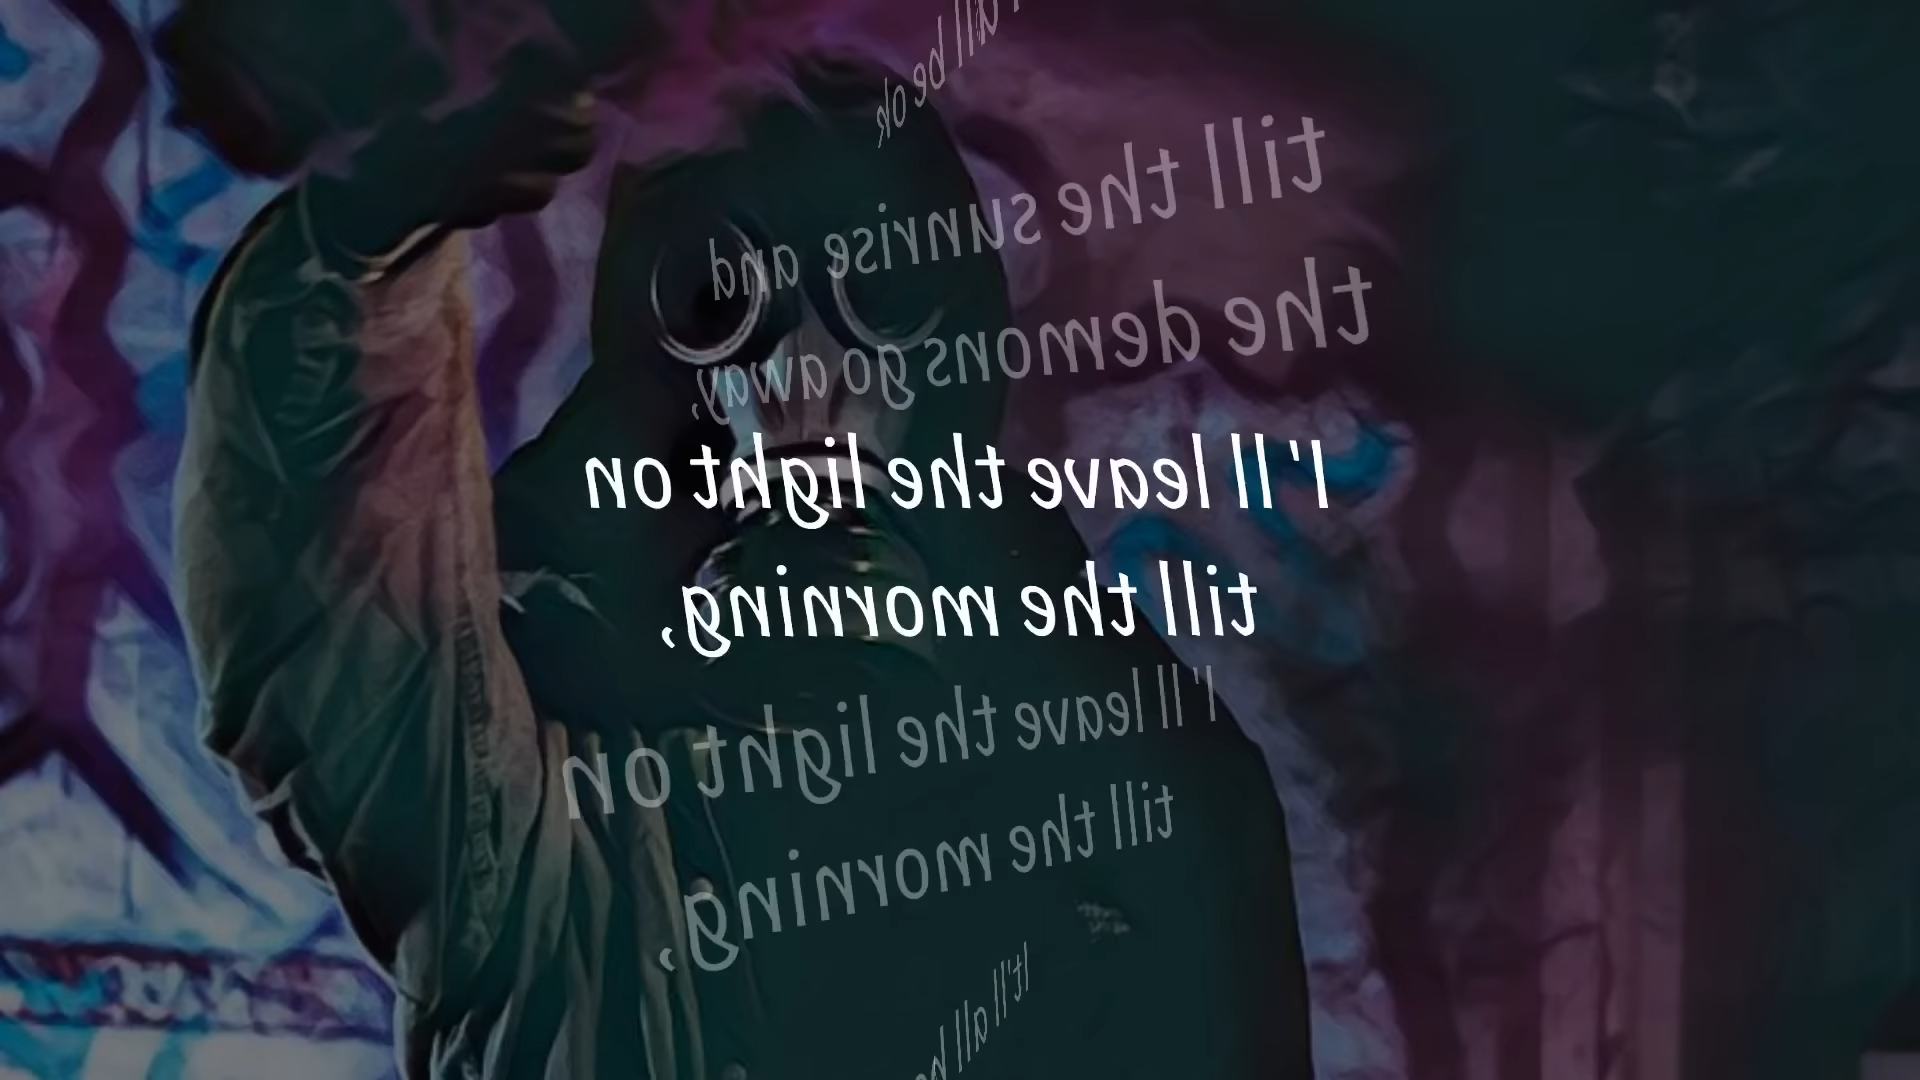 all be ok
till the sunrise and
the demons go away,
I'll leave the light on
till the morning,
I'll leave the light on
till the morning,
It'll all